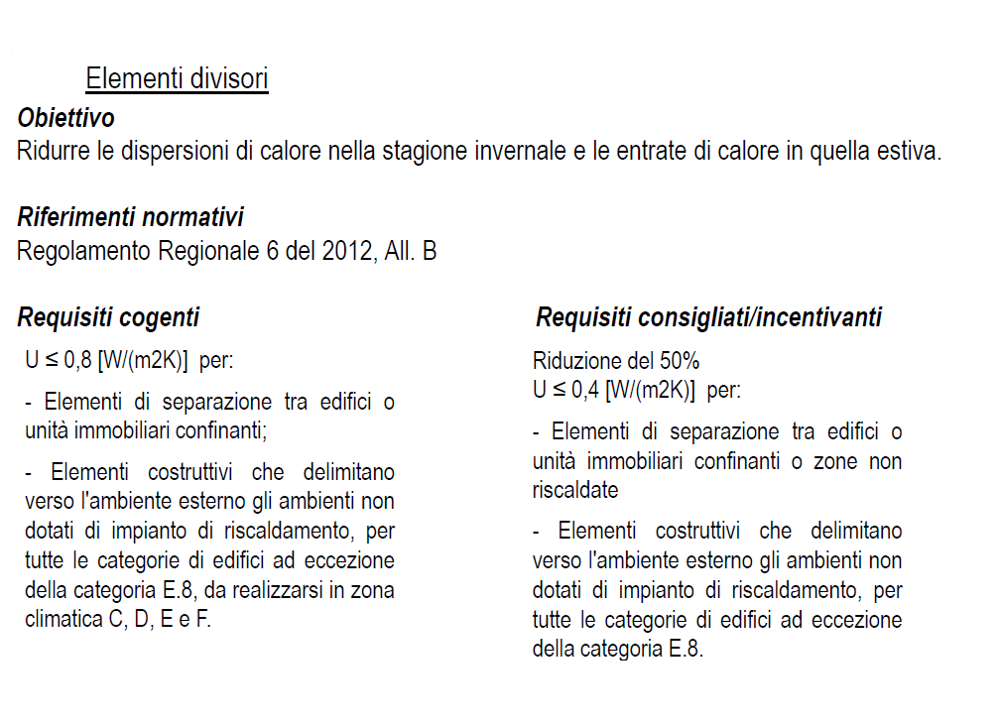 Elementi divisori
Obiettivo
Ridurre le dispersioni di calore nella stagione invernale e le entrate di calore in quella estiva.
Riferimenti normativi
Regolamento Regionale 6 del 2012, All. B
Requisiti cogenti
U ≤ 0,8 [W/(m2K)] per:
- Elementi di separazione tra edifici o
unità immobiliari confinanti;
- Elementi costruttivi che delimitano
verso l'ambiente esterno gli ambienti non
dotati di impianto di riscaldamento, per
tutte le categorie di edifici ad eccezione
della categoria E.8, da realizzarsi in zona
climatica C, D, E e F.
Requisiti consigliati/incentivanti
Riduzione del 50%
U ≤ 0,4 [W/(m2K)] per:
- Elementi di separazione tra edifici o
unità immobiliari confinanti o zone non
riscaldate
- Elementi costruttivi che delimitano
verso l'ambiente esterno gli ambienti non
dotati di impianto di riscaldamento, per
tutte le categorie di edifici ad eccezione
della categoria E.8.